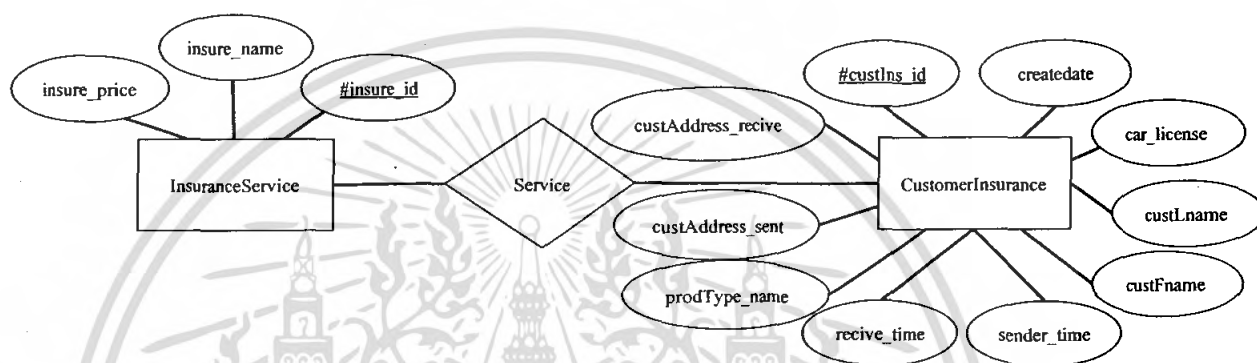 insure_name
insure_price
#insure_id
InsuranceService
Service
#custIns_id
createdate
custAddress_recive
car_license
CustomerInsurance
custLname
custAddress_sent
custFname
prodType_name
recive_time
sender_time